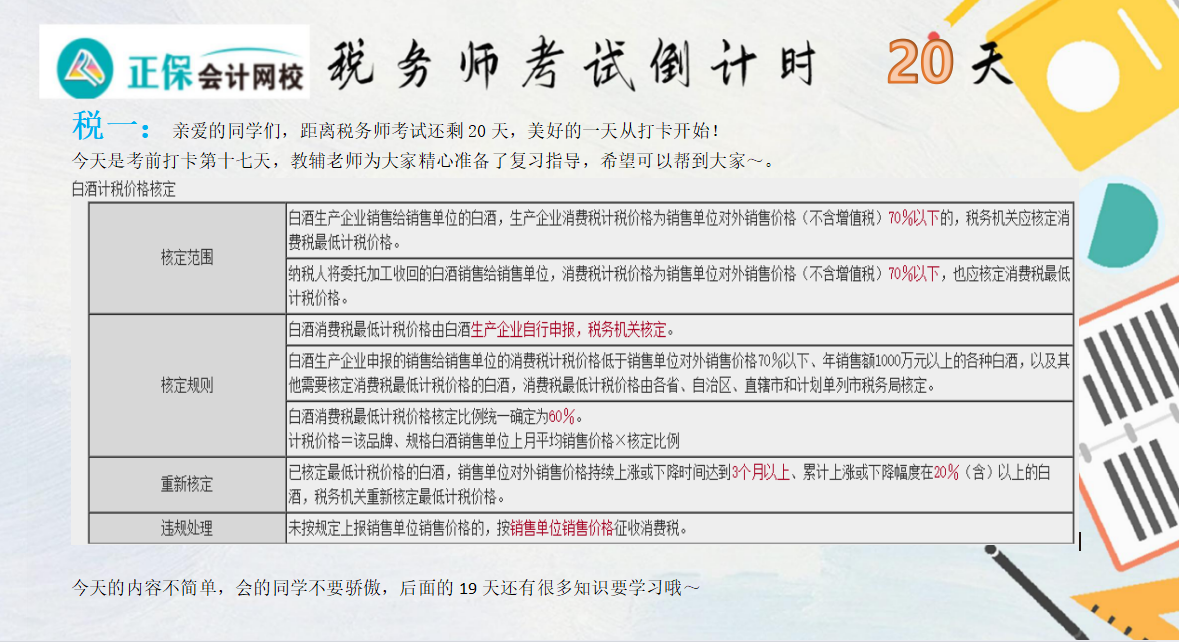 正保会计网校 税务师考试倒计时 20 天
税一： 亲爱的同学们，距离税务师考试还剩 20 天，美好的一天从打卡开始！
今天是考前打卡第十七天，教辅老师为大家精心准备了复习指导，希望可以帮到大家～。
白酒计税价格核定
核定范围
白酒生产企业销售给销售单位的白酒，生产企业消费税计税价格为销售单位对外销售价格（不含增值税）70％以下的，税务机关应核定消
费税最低计税价格。
纳税人将委托加工收回的白酒销售给销售单位，消费税计税价格为销售单位对外销售价格（不含增值税）70％以下，也应核定消费税最低
计税价格。
核定规则
白酒消费税最低计税价格由白酒生产企业自行申报，税务机关核定。
白酒生产企业申报的销售给销售单位的消费税计税价格低于销售单位对外销售价格70％以下、年销售额1000万元以上的各种白酒，以及其
他需要核定消费税最低计税价格的白酒，消费税最低计税价格由各省、自治区、直辖市和计划单列市税务局核定。
白酒消费税最低计税价格核定比例统一确定为60％。
计税价格＝该品牌、规格白酒销售单位上月平均销售价格×核定比例
重新核定
已核定最低计税价格的白酒，销售单位对外销售价格持续上涨或下降时间达到3个月以上、累计上涨或下降幅度在20％（含）以上的白
酒，税务机关重新核定最低计税价格。
违规处理
未按规定上报销售单位销售价格的，按销售单位销售价格征收消费税。
今天的内容不简单，会的同学不要骄傲，后面的 19 天还有很多知识要学习哦～